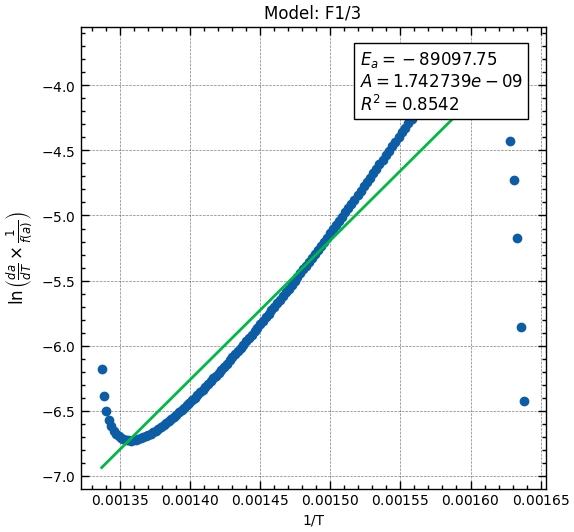 Model: F1/3
E_a = −89097.75
A = 1.742739e − 09
R^2 = 0.8542
ln(da/dT × 1/f(a))
−4.0
−4.5
−5.0
−5.5
−6.0
−6.5
−7.0
0.00135 0.00140 0.00145 0.00150 0.00155 0.00160 0.00165
1/T